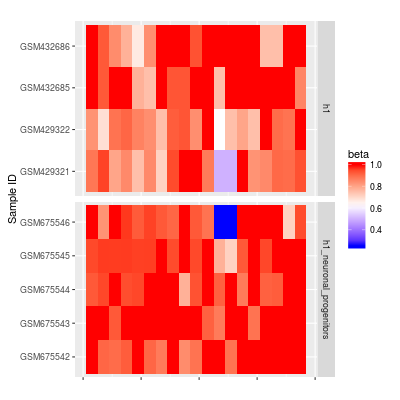 GSM432686
GSM432685
GSM429322
GSM429321
h1
GSM675546
GSM675545
GSM675544
GSM675543
GSM675542
h1_neuronal_progenitors
Sample ID
beta
1.0
0.8
0.6
0.4